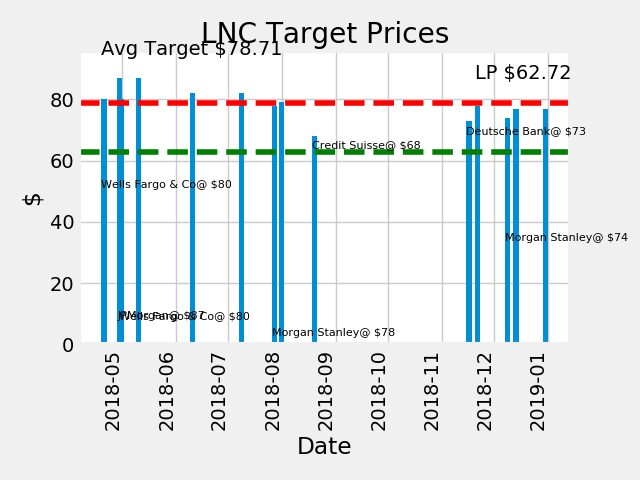 LNC Target Prices
Avg Target $78.71
LP $62.72
80
60
40
20
0
$
Deutsche Bank@ $73
Credit Suisse@ $68
Wells Fargo & Co@ $80
Morgan Stanley@ $74
JPMorgan@ $87
Wells Fargo & Co@ $80
Morgan Stanley@ $78
2018-05
2018-06
2018-07
2018-08
2018-09
2018-10
2018-11
2018-12
2019-01
Date